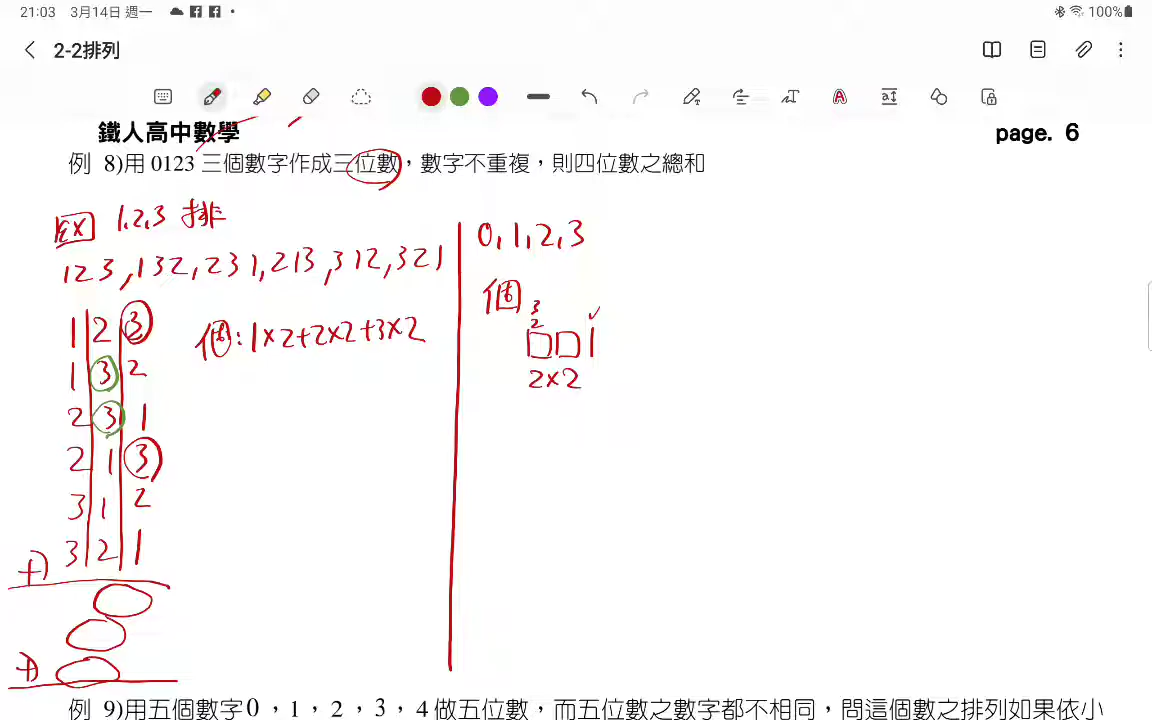 21:03 3月14日 週一 100%
2-2排列
鐵人高中數學 page. 6
例 8)用 0123 三個數字作成三位數，數字不重複，則四位數之總和
EX 1,2,3 排
123,132,231,213,312,321
1 2 3
1 3 2
2 3 1
2 1 3
3 1 2
3 2 1
+)
+)
個:1×2+2×2+3×2
0,1,2,3
個
3
2
□□1
2×2
例 9)用五個數字0，1，2，3，4做五位數，而五位數之數字都不相同，問這個數之排列如果依小